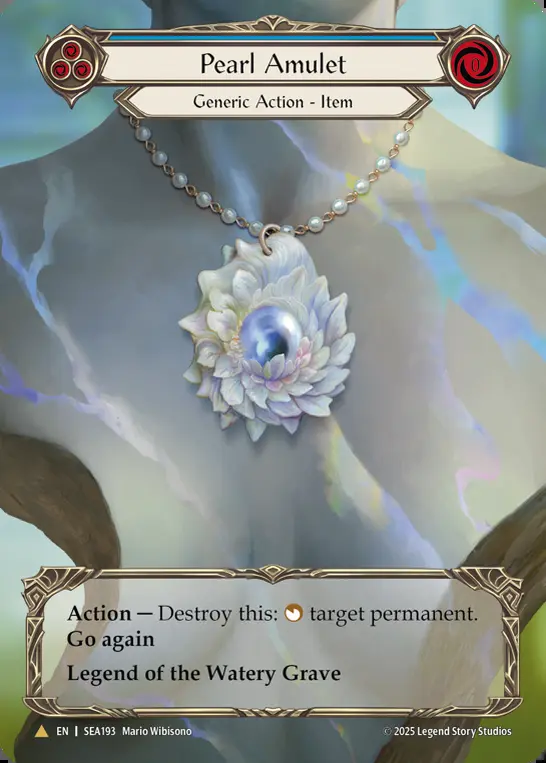 Pearl Amulet
0
Generic Action - Item
Action — Destroy this: target permanent.
Go again
Legend of the Watery Grave
EN | SEA193 Mario Wibisono
© 2025 Legend Story Studios